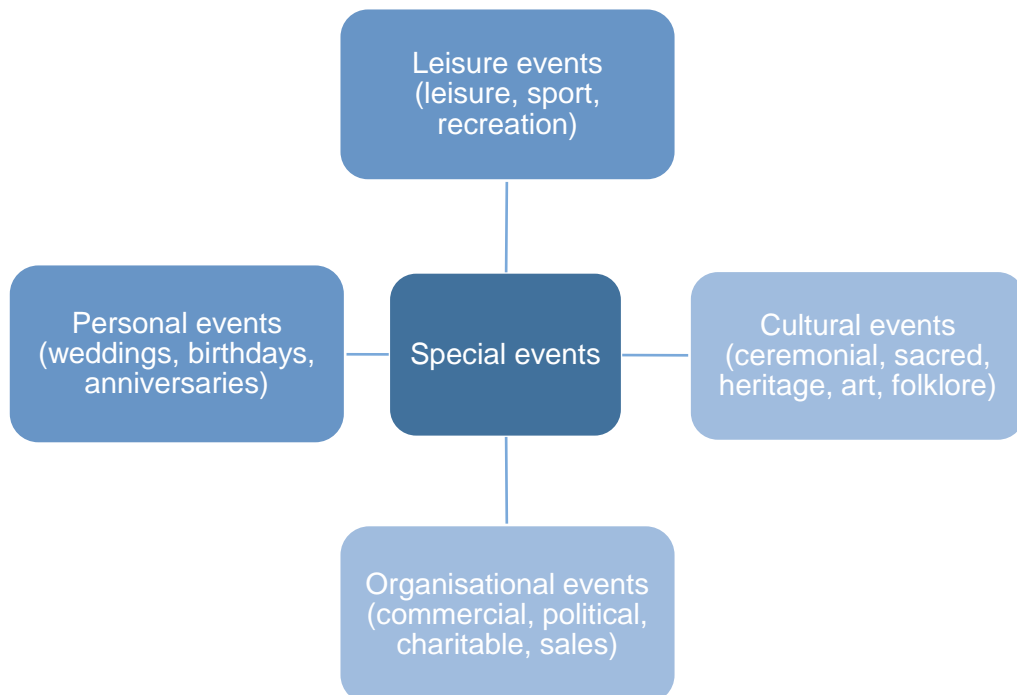 Leisure events
(leisure, sport,
recreation)
Personal events
(weddings, birthdays,
anniversaries)
Special events
Cultural events
(ceremonial, sacred,
heritage, art, folklore)
Organisational events
(commercial, political,
charitable, sales)